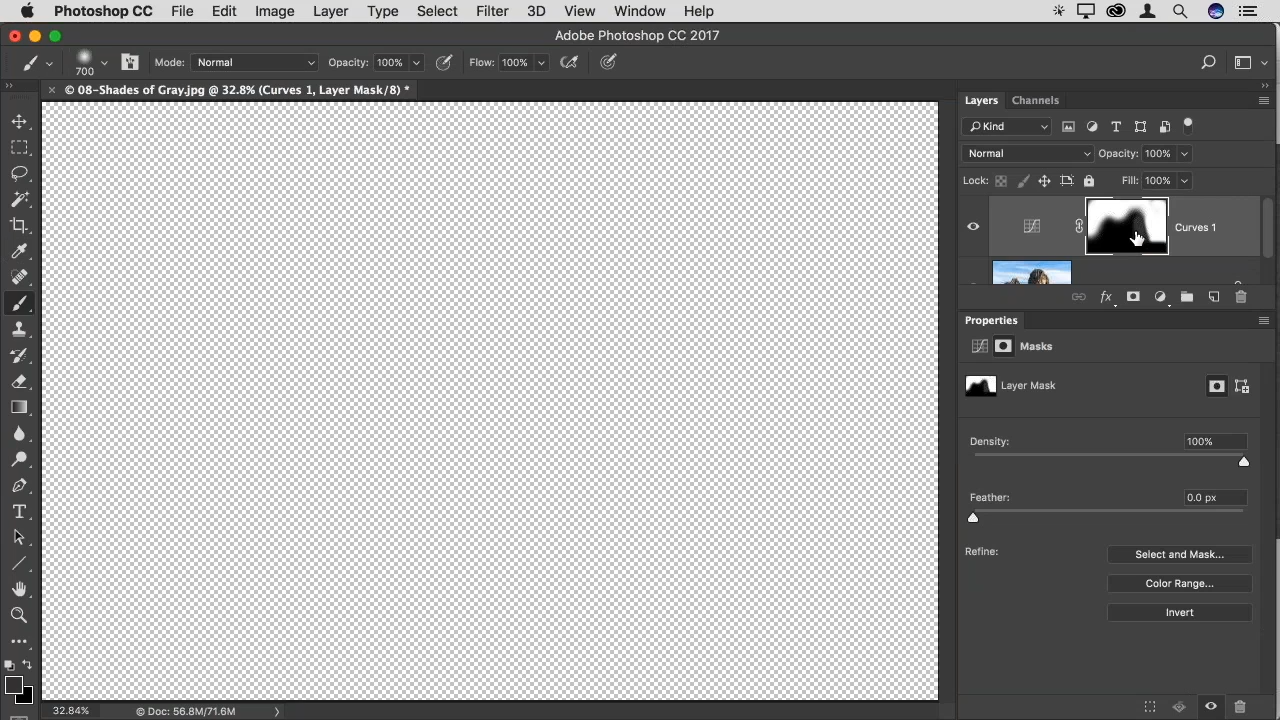 Photoshop CC File Edit Image Layer Type Select Filter 3D View Window Help
Adobe Photoshop CC 2017
700 Mode: Normal Opacity: 100% Flow: 100%
© 08-Shades of Gray.jpg @ 32.8% (Curves 1, Layer Mask/8) *
Layers Channels
Kind
Normal Opacity: 100%
Lock: Fill: 100%
Curves 1
fx
Properties
Masks
Layer Mask
Density: 100%
Feather: 0.0 px
Refine: Select and Mask...
Color Range...
Invert
32.84% © Doc: 56.8M/71.6M